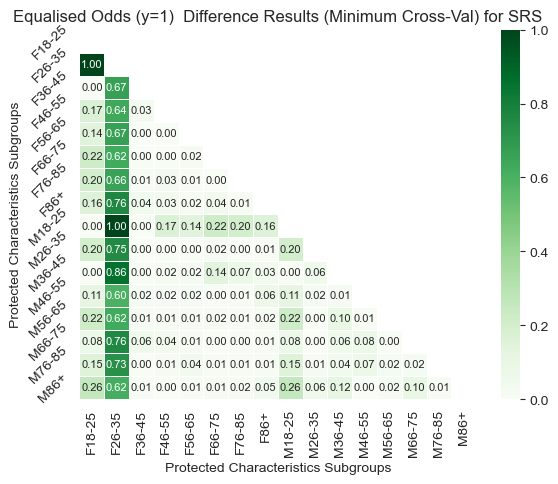 Equalised Odds (y=1)  Difference Results (Minimum Cross-Val) for SRS
Protected Characteristics Subgroups
F18-25
F26-35 1.00
F36-45 0.00 0.67
F46-55 0.17 0.64 0.03
F56-65 0.14 0.67 0.00 0.00
F66-75 0.22 0.62 0.00 0.00 0.02
F76-85 0.20 0.66 0.01 0.03 0.01 0.00
F86+ 0.16 0.76 0.04 0.03 0.02 0.04 0.01
M18-25 0.00 1.00 0.00 0.17 0.14 0.22 0.20 0.16
M26-35 0.20 0.75 0.00 0.00 0.00 0.02 0.00 0.01 0.20
M36-45 0.00 0.86 0.00 0.02 0.02 0.14 0.07 0.03 0.00 0.06
M46-55 0.11 0.60 0.02 0.02 0.02 0.00 0.01 0.06 0.11 0.02 0.01
M56-65 0.22 0.62 0.01 0.01 0.01 0.02 0.01 0.02 0.22 0.00 0.10 0.01
M66-75 0.08 0.76 0.06 0.04 0.01 0.00 0.00 0.01 0.08 0.00 0.06 0.08 0.00
M76-85 0.15 0.73 0.00 0.01 0.04 0.01 0.01 0.01 0.15 0.01 0.04 0.07 0.02 0.02
M86+ 0.26 0.62 0.01 0.00 0.01 0.01 0.02 0.05 0.26 0.06 0.12 0.00 0.02 0.10 0.01
F18-25 F26-35 F36-45 F46-55 F56-65 F66-75 F76-85 F86+ M18-25 M26-35 M36-45 M46-55 M56-65 M66-75 M76-85 M86+
Protected Characteristics Subgroups
1.0
0.8
0.6
0.4
0.2
0.0